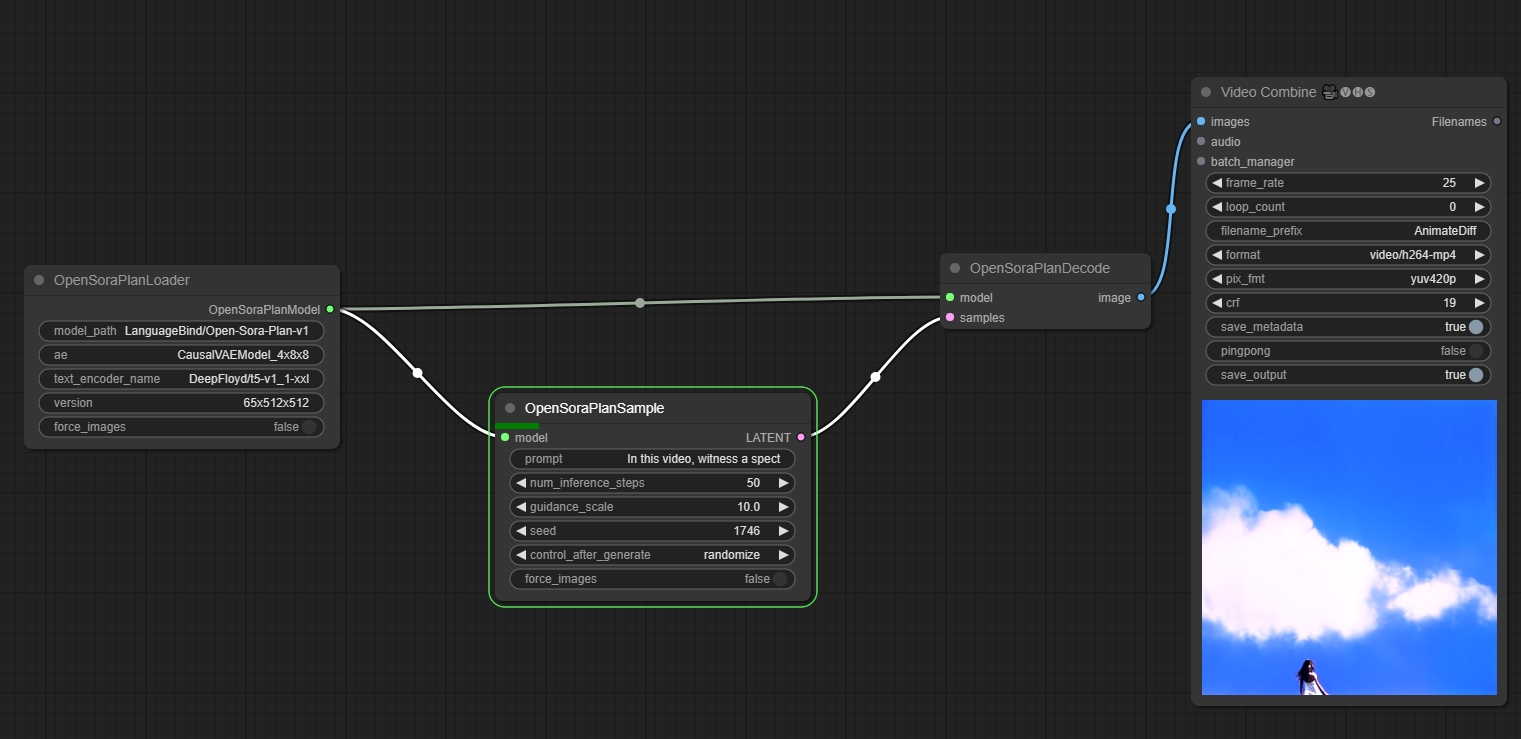 OpenSoraPlanLoader
OpenSoraPlanModel
model_path LanguageBind/Open-Sora-Plan-v1
ae CausalVAEModel_4x8x8
text_encoder_name DeepFloyd/t5-v1_1-xxl
version 65x512x512
force_images false
OpenSoraPlanSample
model LATENT
prompt In this video, witness a spect
num_inference_steps 50
guidance_scale 10.0
seed 1746
control_after_generate randomize
force_images false
OpenSoraPlanDecode
model image
samples
Video Combine 🎥🅥🅗🅢
images Filenames
audio
batch_manager
frame_rate 25
loop_count 0
filename_prefix AnimateDiff
format video/h264-mp4
pix_fmt yuv420p
crf 19
save_metadata true
pingpong false
save_output true